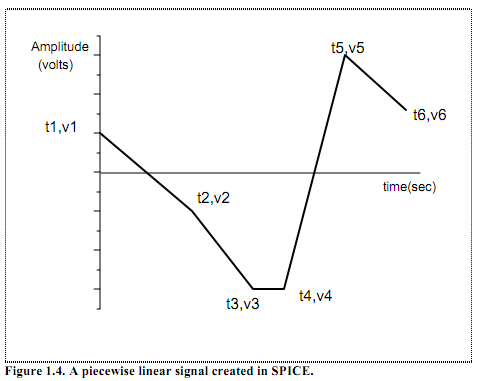 Amplitude
(volts)
t5,v5
t6,v6
t1,v1
time(sec)
t2,v2
t3,v3
t4,v4
Figure 1.4. A piecewise linear signal created in SPICE.